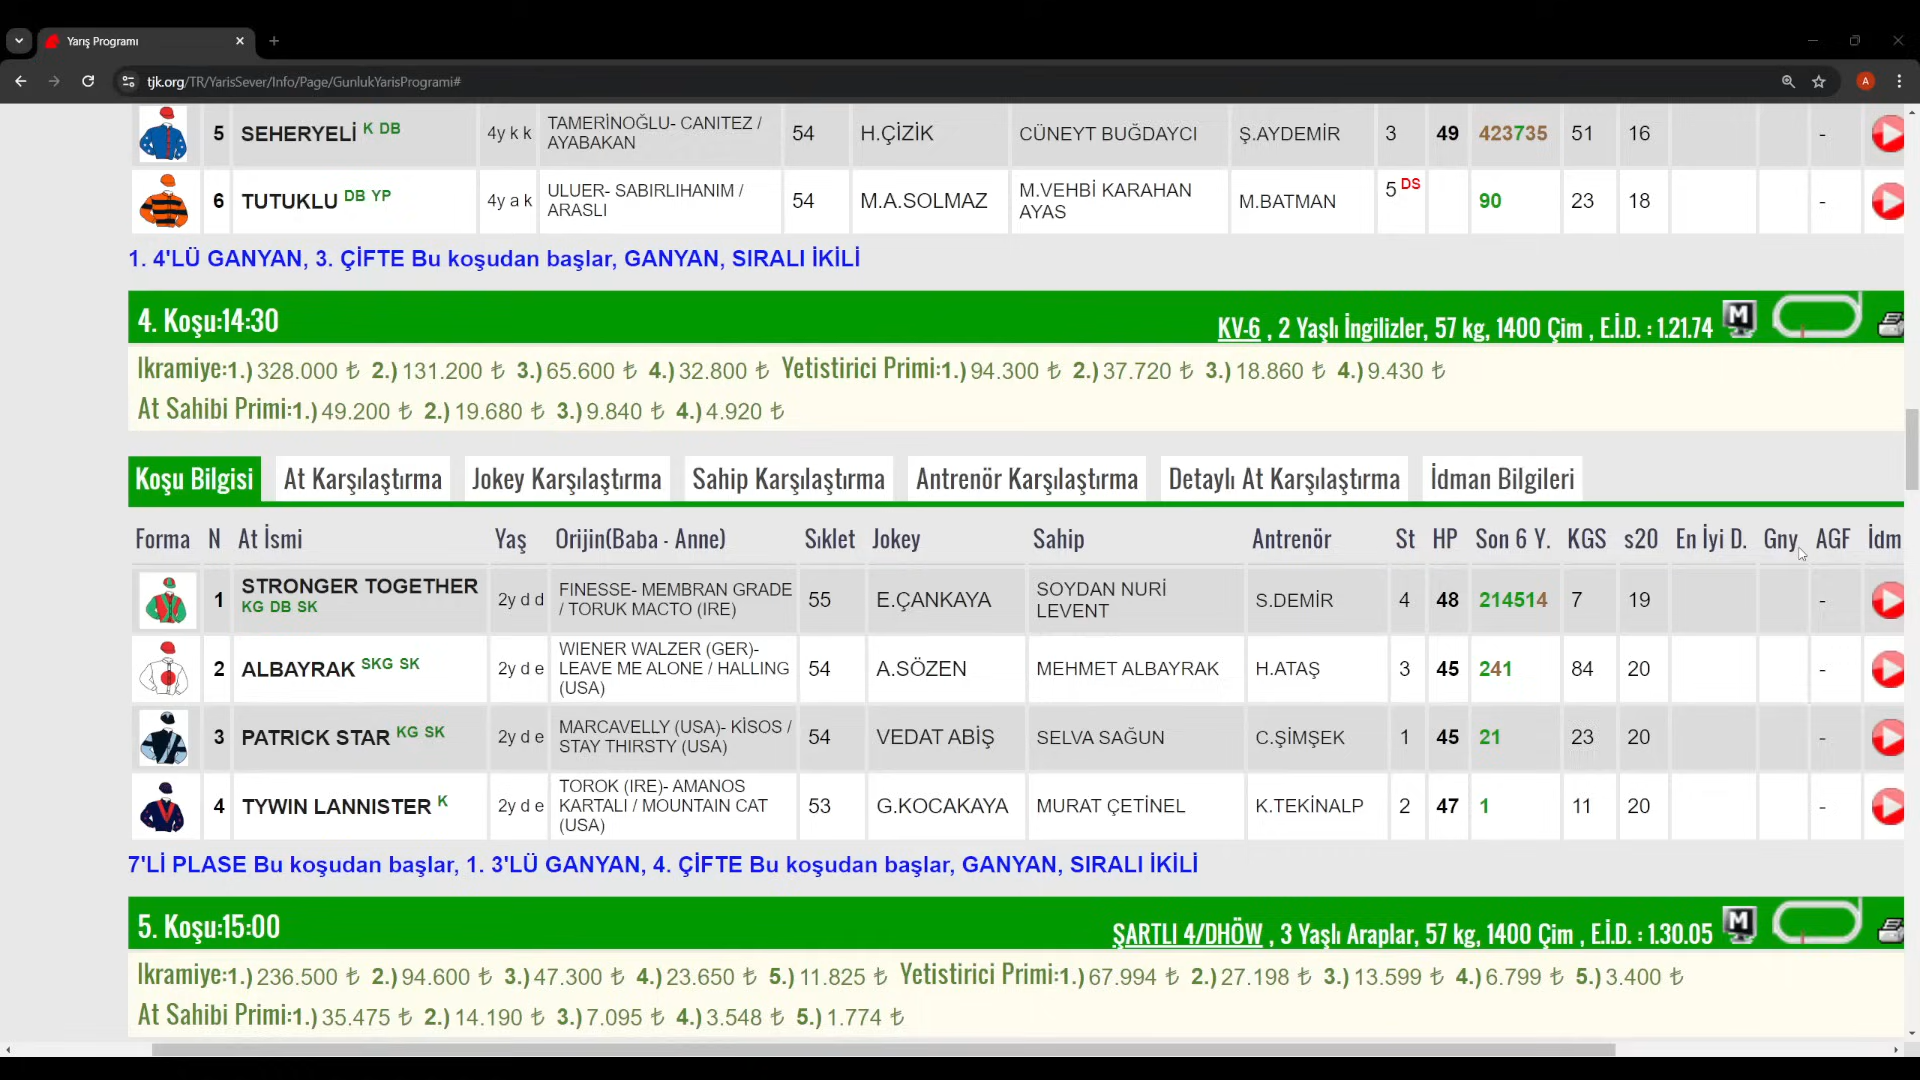 Yarış Programı
tjk.org/TR/YarisSever/Info/Page/GunlukYarisProgrami#
A
5 SEHERYELİ K DB 4y k k TAMERİNOĞLU- CANITEZ / AYABAKAN 54 H.ÇİZİK CÜNEYT BUĞDAYCI Ş.AYDEMİR 3 49 423735 51 16 -
6 TUTUKLU DB YP 4y a k ULUER- SABIRLIHANIM / ARASLI 54 M.A.SOLMAZ M.VEHBİ KARAHAN AYAS M.BATMAN 5 DS 90 23 18 -
1. 4'LÜ GANYAN, 3. ÇİFTE Bu koşudan başlar, GANYAN, SIRALI İKİLİ
4. Koşu:14:30 KV-6 , 2 Yaşlı İngilizler, 57 kg, 1400 Çim , E.İ.D. : 1.21.74 M
Ikramiye:1.) 328.000 ₺ 2.) 131.200 ₺ 3.) 65.600 ₺ 4.) 32.800 ₺ Yetistirici Primi:1.) 94.300 ₺ 2.) 37.720 ₺ 3.) 18.860 ₺ 4.) 9.430 ₺
At Sahibi Primi:1.) 49.200 ₺ 2.) 19.680 ₺ 3.) 9.840 ₺ 4.) 4.920 ₺
Koşu Bilgisi At Karşılaştırma Jokey Karşılaştırma Sahip Karşılaştırma Antrenör Karşılaştırma Detaylı At Karşılaştırma İdman Bilgileri
Forma N At İsmi Yaş Orijin(Baba - Anne) Sıklet Jokey Sahip Antrenör St HP Son 6 Y. KGS s20 En İyi D. Gny AGF İdm
1 STRONGER TOGETHER KG DB SK 2y d d FINESSE- MEMBRAN GRADE / TORUK MACTO (IRE) 55 E.ÇANKAYA SOYDAN NURİ LEVENT S.DEMİR 4 48 214514 7 19 -
2 ALBAYRAK SKG SK 2y d e WIENER WALZER (GER)- LEAVE ME ALONE / HALLING (USA) 54 A.SÖZEN MEHMET ALBAYRAK H.ATAŞ 3 45 241 84 20 -
3 PATRICK STAR KG SK 2y d e MARCAVELLY (USA)- KİSOS / STAY THIRSTY (USA) 54 VEDAT ABİŞ SELVA SAĞUN C.ŞİMŞEK 1 45 21 23 20 -
4 TYWIN LANNISTER K 2y d e TOROK (IRE)- AMANOS KARTALI / MOUNTAIN CAT (USA) 53 G.KOCAKAYA MURAT ÇETİNEL K.TEKİNALP 2 47 1 11 20 -
7'Lİ PLASE Bu koşudan başlar, 1. 3'LÜ GANYAN, 4. ÇİFTE Bu koşudan başlar, GANYAN, SIRALI İKİLİ
5. Koşu:15:00 ŞARTLI 4/DHÖW , 3 Yaşlı Araplar, 57 kg, 1400 Çim , E.İ.D. : 1.30.05 M
Ikramiye:1.) 236.500 ₺ 2.) 94.600 ₺ 3.) 47.300 ₺ 4.) 23.650 ₺ 5.) 11.825 ₺ Yetistirici Primi:1.) 67.994 ₺ 2.) 27.198 ₺ 3.) 13.599 ₺ 4.) 6.799 ₺ 5.) 3.400 ₺
At Sahibi Primi:1.) 35.475 ₺ 2.) 14.190 ₺ 3.) 7.095 ₺ 4.) 3.548 ₺ 5.) 1.774 ₺